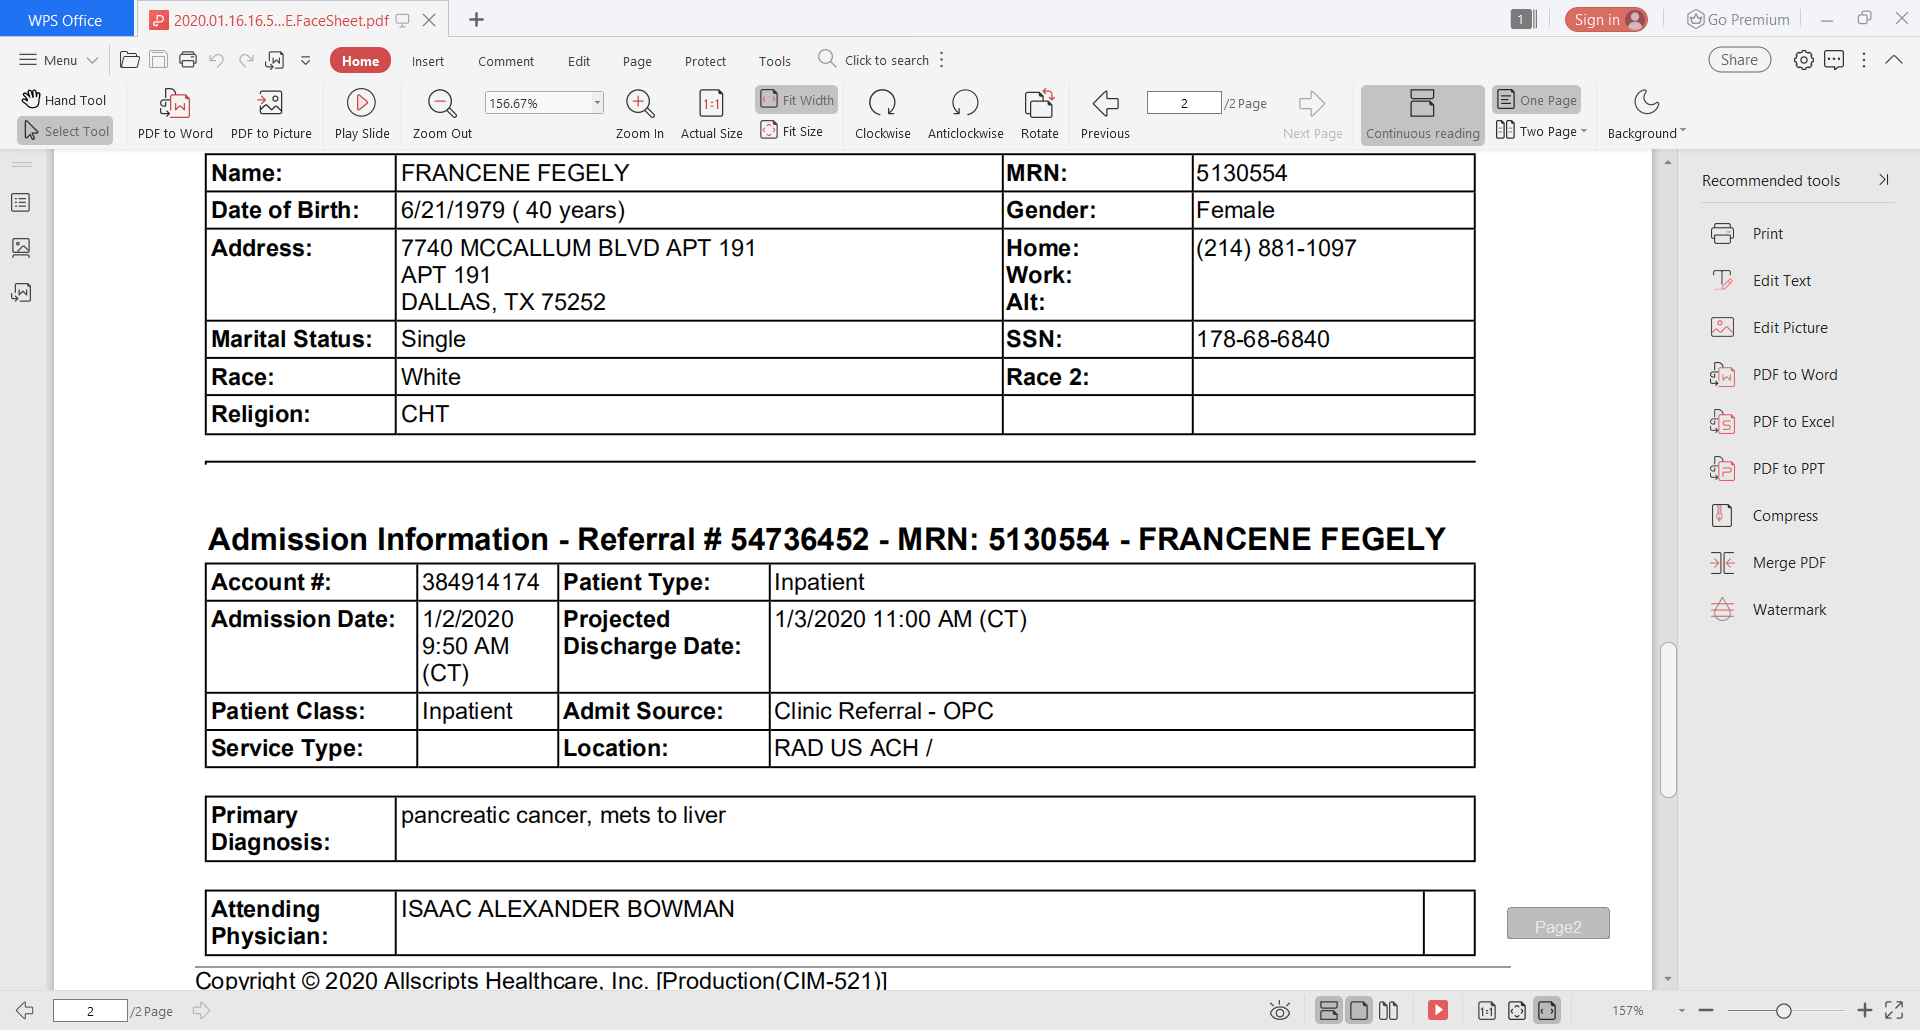 WPS Office
2020.01.16.16.5...E.FaceSheet.pdf
1
Sign in
Go Premium
Menu
Home
Insert
Comment
Edit
Page
Protect
Tools
Click to search
Share
Hand Tool
Select Tool
PDF to Word
PDF to Picture
Play Slide
Zoom Out
156.67%
Zoom In
1:1
Actual Size
Fit Width
Fit Size
Clockwise
Anticlockwise
Rotate
Previous
2
/2 Page
Next Page
Continuous reading
One Page
Two Page
Background
Name: FRANCENE FEGELY MRN: 5130554
Date of Birth: 6/21/1979 ( 40 years) Gender: Female
Address: 7740 MCCALLUM BLVD APT 191 Home: (214) 881-1097
APT 191 Work:
DALLAS, TX 75252 Alt:
Marital Status: Single SSN: 178-68-6840
Race: White Race 2:
Religion: CHT
Admission Information - Referral # 54736452 - MRN: 5130554 - FRANCENE FEGELY
Account #: 384914174 Patient Type: Inpatient
Admission Date: 1/2/2020 Projected 1/3/2020 11:00 AM (CT)
9:50 AM Discharge Date:
(CT)
Patient Class: Inpatient Admit Source: Clinic Referral - OPC
Service Type: Location: RAD US ACH /
Primary pancreatic cancer, mets to liver
Diagnosis:
Attending ISAAC ALEXANDER BOWMAN
Physician:
Copyright © 2020 Allscripts Healthcare, Inc. [Production(CIM-521)]
Page2
Recommended tools
Print
Edit Text
Edit Picture
PDF to Word
PDF to Excel
PDF to PPT
Compress
Merge PDF
Watermark
2
/2 Page
1:1
157%